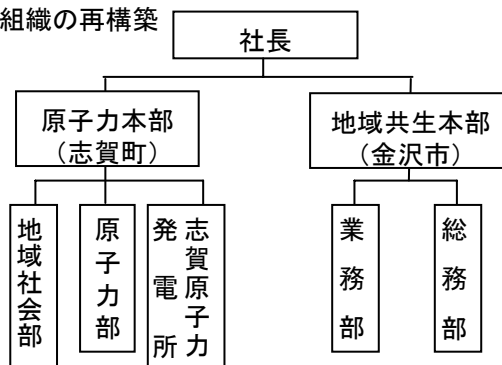 組織の再構築
社長
原子力本部
（志賀町）
地域共生本部
（金沢市）
地域社会部
原子力部
志賀原子力
発電所
業務部
総務部